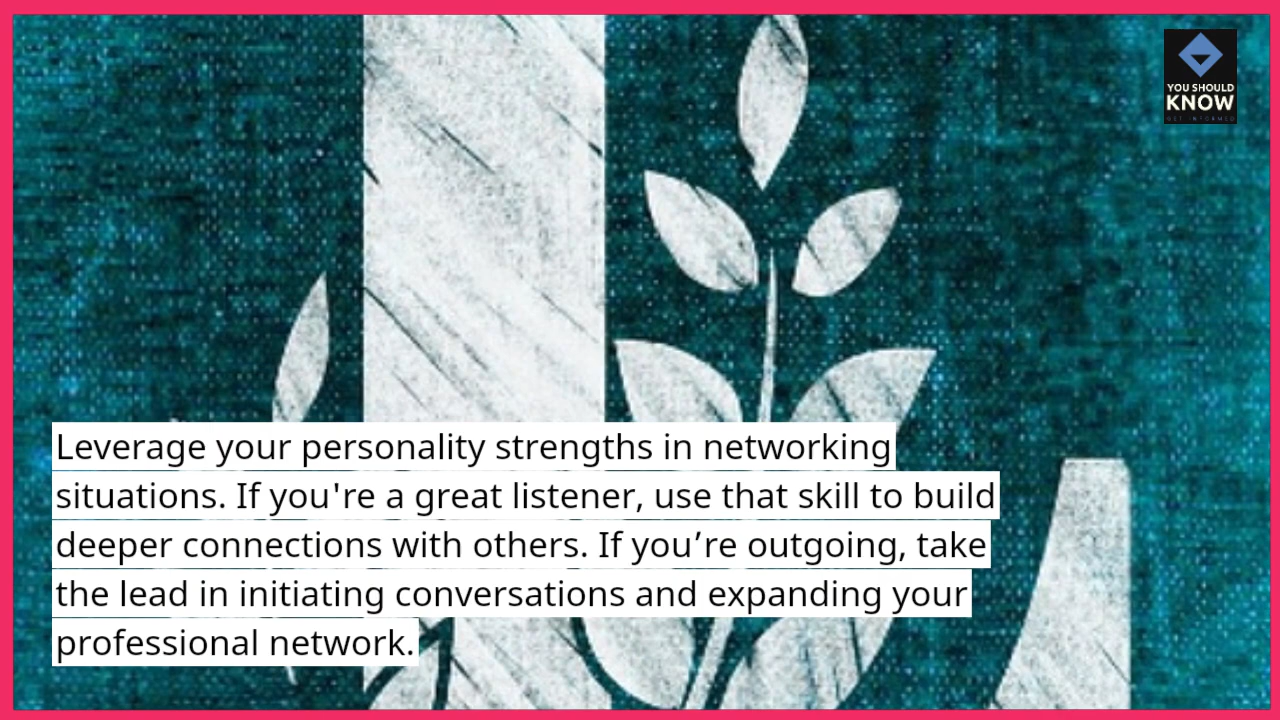 YOU SHOULD
KNOW
GET INFORMED
Leverage your personality strengths in networking
situations. If you're a great listener, use that skill to build
deeper connections with others. If you’re outgoing, take
the lead in initiating conversations and expanding your
professional network.